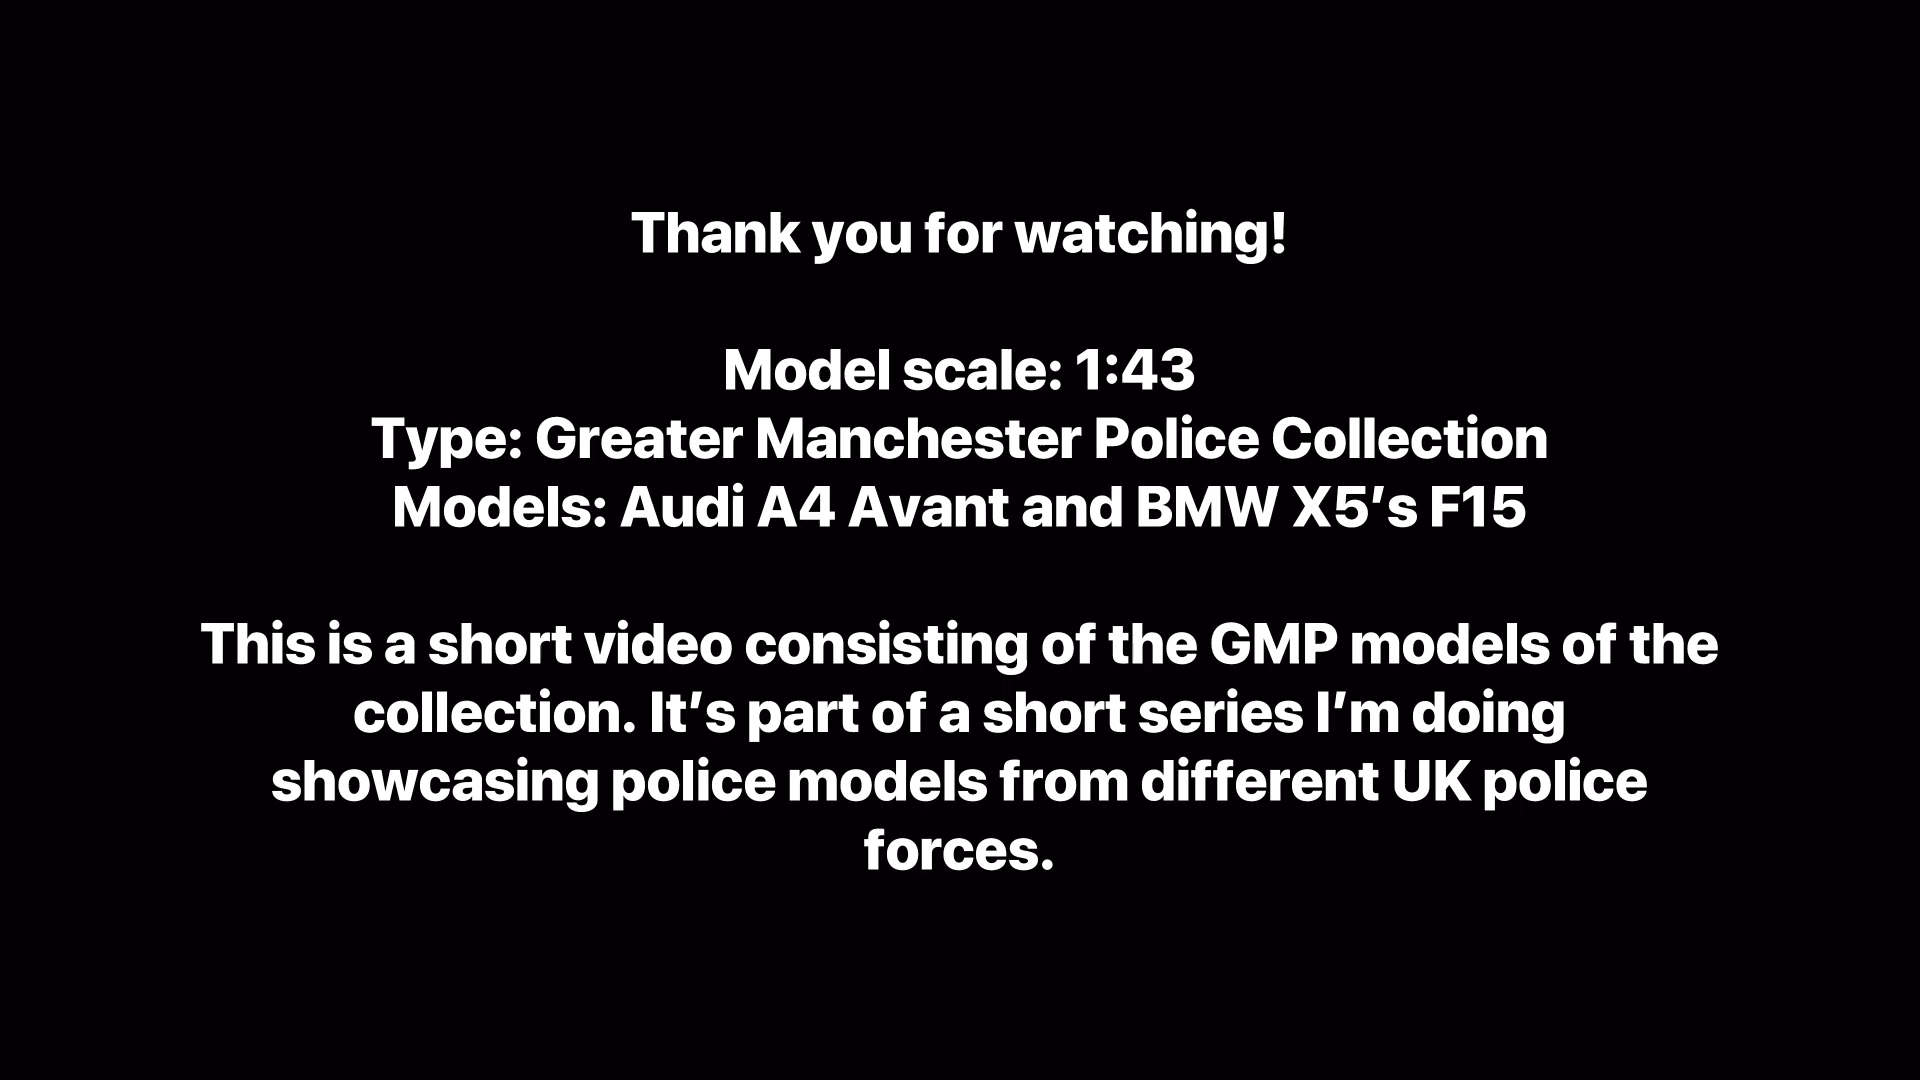 Thank you for watching!
Model scale: 1:43
Type: Greater Manchester Police Collection
Models: Audi A4 Avant and BMW X5’s F15
This is a short video consisting of the GMP models of the
collection. It’s part of a short series I’m doing
showcasing police models from different UK police
forces.